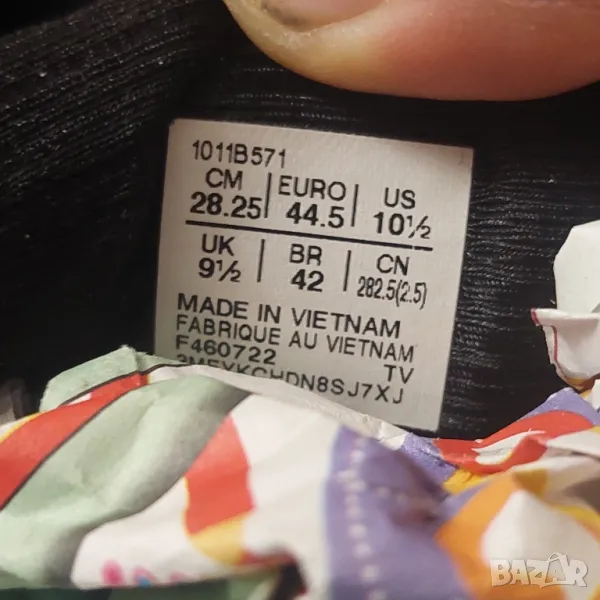 1011B571
CM EURO US
28.25 44.5 10½
UK BR CN
9½ 42 282.5(2.5)
MADE IN VIETNAM
FABRIQUE AU VIETNAM
F460722 TV
BAZAR